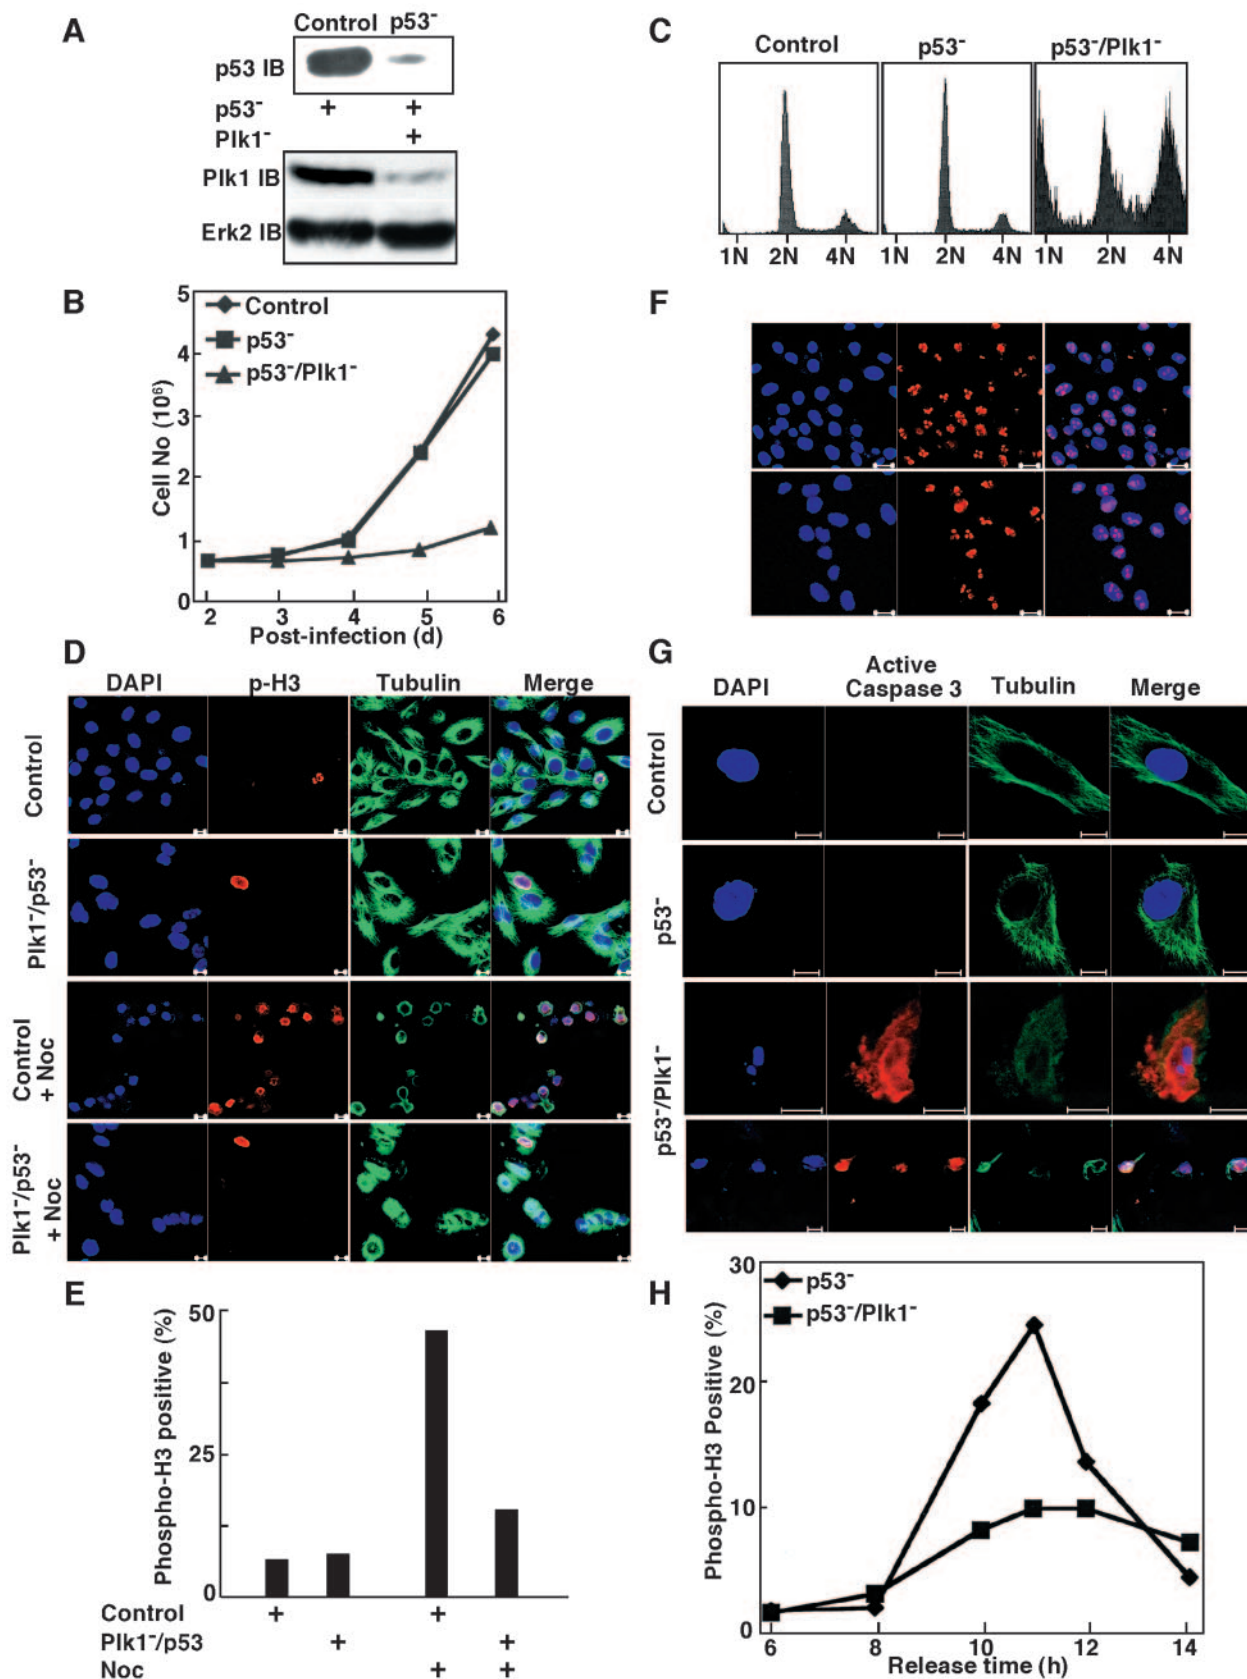 A
Control p53⁻
p53 IB
p53⁻ + +
Plk1⁻ +
Plk1 IB
Erk2 IB
B
5
4
3
2
1
0
Cell No (10⁶)
Control
p53⁻
p53⁻/Plk1⁻
2 3 4 5 6
Post-infection (d)
C
Control p53⁻ p53⁻/Plk1⁻
1N 2N 4N 1N 2N 4N 1N 2N 4N
F
D
DAPI p-H3 Tubulin Merge
Control
Plk1⁻/p53⁻
Control
+ Noc
Plk1⁻/p53⁻
+ Noc
G
DAPI Active Caspase 3 Tubulin Merge
Control
p53⁻
p53⁻/Plk1⁻
E
50
25
0
Phospho-H3 positive (%)
Control + +
Plk1⁻/p53 + +
Noc + +
H
30
20
10
0
Phospho-H3 Positive (%)
p53⁻
p53⁻/Plk1⁻
6 8 10 12 14
Release time (h)